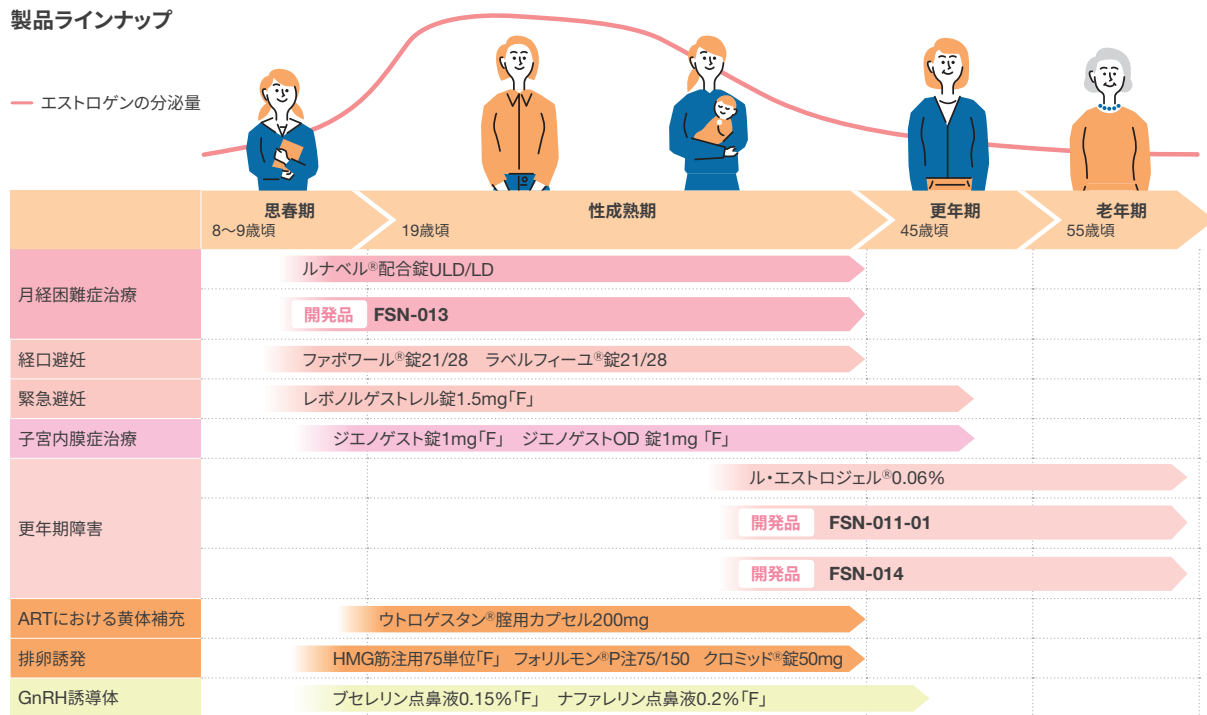 製品ラインナップ
エストロゲンの分泌量
思春期
8〜9歳頃
性成熟期
19歳頃
更年期
45歳頃
老年期
55歳頃
月経困難症治療
ルナベル®配合錠ULD/LD
開発品 FSN-013
経口避妊
ファボワール®錠21/28 ラベルフィーユ®錠21/28
緊急避妊
レボノルゲストレル錠1.5mg「F」
子宮内膜症治療
ジエノゲスト錠1mg「F」 ジエノゲストOD 錠1mg 「F」
更年期障害
ル・エストロジェル®0.06%
開発品 FSN-011-01
開発品 FSN-014
ARTにおける黄体補充
ウトロゲスタン®腟用カプセル200mg
排卵誘発
HMG筋注用75単位「F」 フォリルモン®P注75/150 クロミッド®錠50mg
GnRH誘導体
ブセレリン点鼻液0.15%「F」 ナファレリン点鼻液0.2%「F」